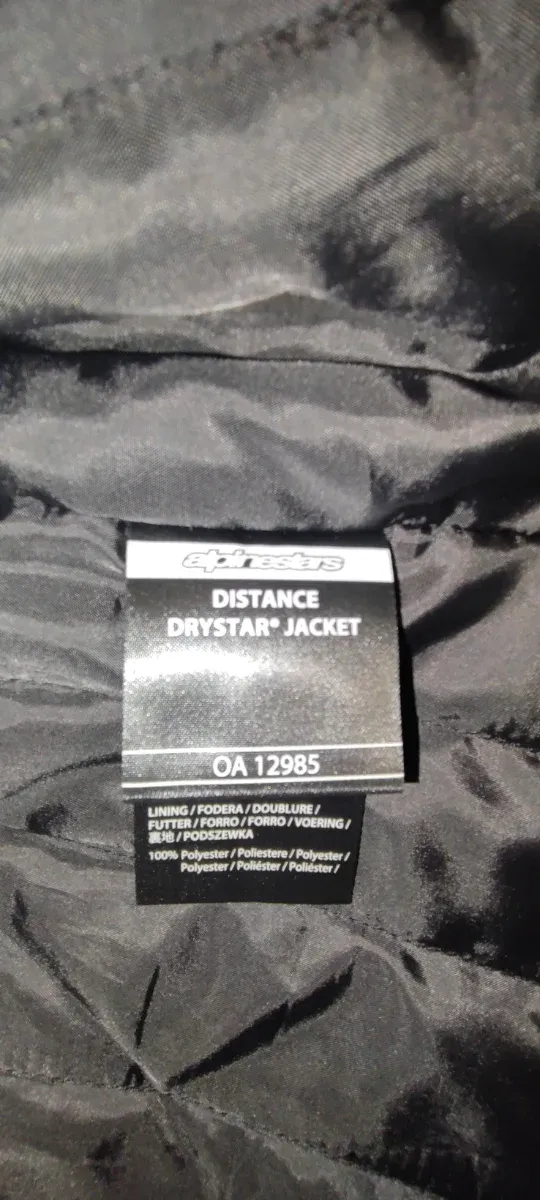 alpinestars
DISTANCE
DRYSTAR® JACKET
OA 12985
LINING / FODERA / DOUBLURE /
FUTTER / FORRO / FORRO / VOERING /
裏地 / PODSZEWKA
100% Polyester / Poliestere / Polyester /
Polyester / Poliéster / Poliéster /